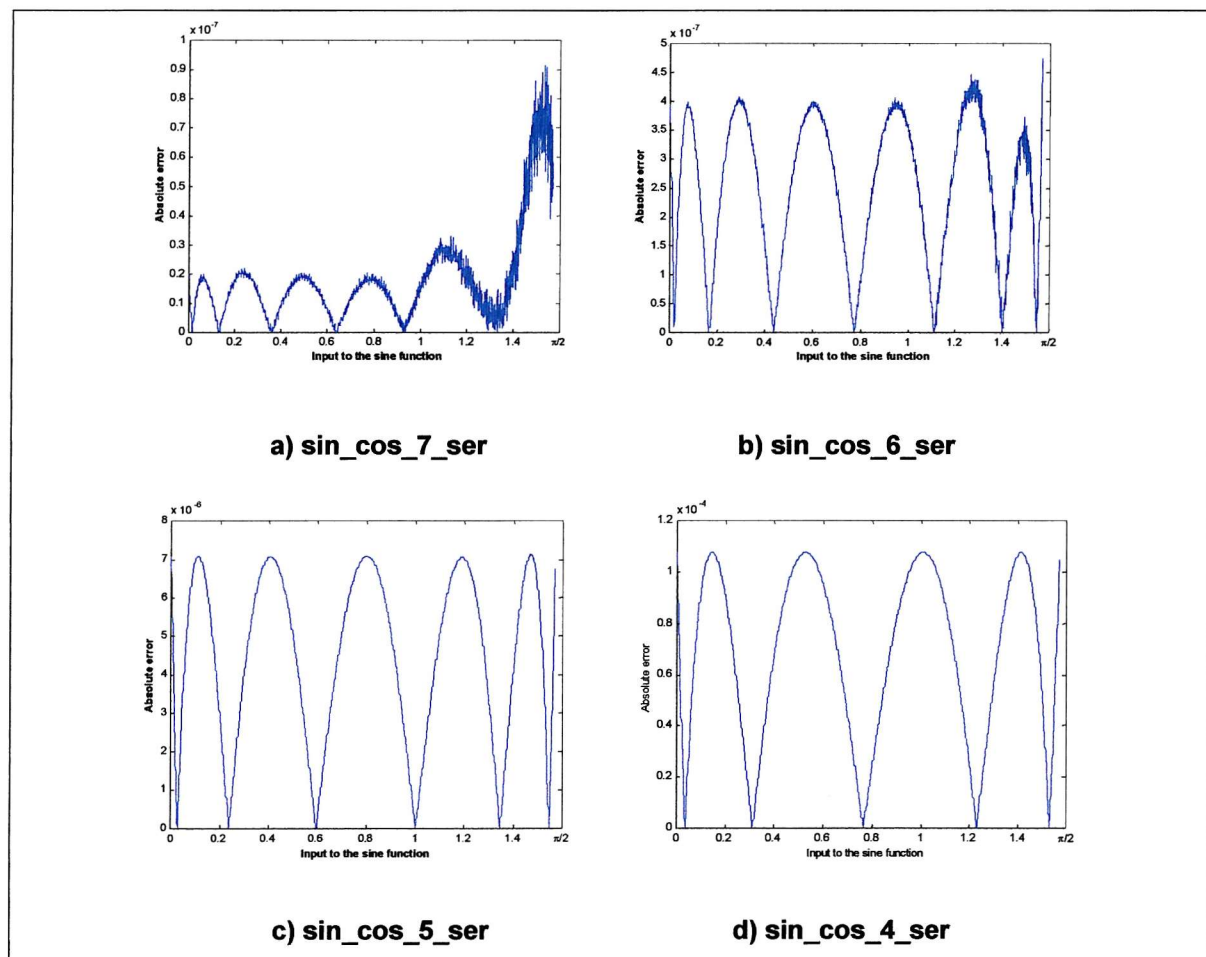 x 10 -7
1
0.9
0.8
0.7
0.6
0.5
0.4
0.3
0.2
0.1
0
Absolute error
0 0.2 0.4 0.6 0.8 1 1.2 1.4 π/2
Input to the sine function
a) sin_cos_7_ser
x 10 -7
5
4.5
4
3.5
3
2.5
2
1.5
1
0.5
0
Absolute error
0 0.2 0.4 0.6 0.8 1 1.2 1.4 π/2
Input to the sine function
b) sin_cos_6_ser
x 10 -6
8
7
6
5
4
3
2
1
0
Absolute error
0 0.2 0.4 0.6 0.8 1 1.2 1.4 π/2
Input to the sine function
c) sin_cos_5_ser
x 10 -4
1.2
1
0.8
0.6
0.4
0.2
0
Absolute error
0 0.2 0.4 0.6 0.8 1 1.2 1.4 π/2
Input to the sine function
d) sin_cos_4_ser